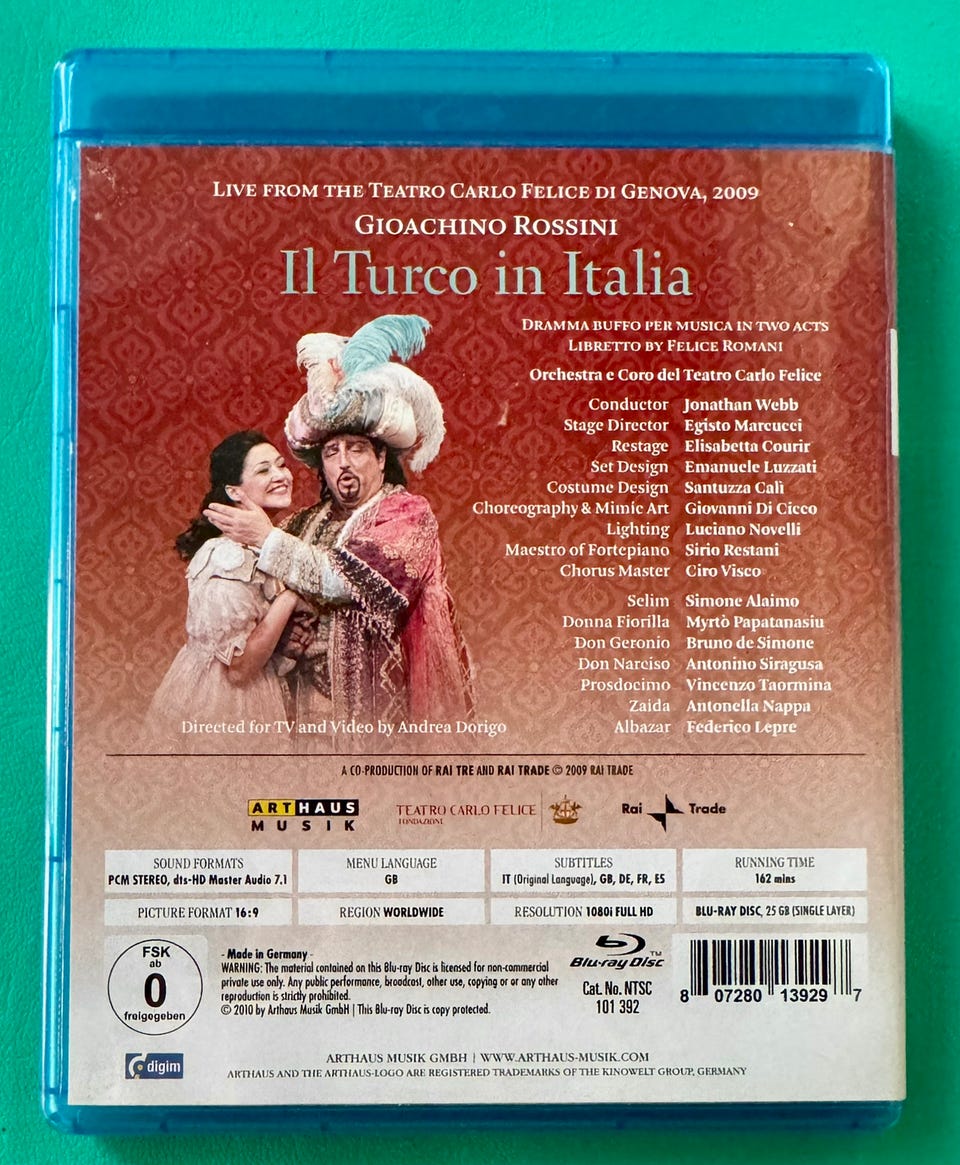 Live from the Teatro Carlo Felice di Genova, 2009
Gioachino Rossini
Il Turco in Italia
Dramma buffo per musica in two acts
Libretto by Felice Romani
Orchestra e Coro del Teatro Carlo Felice
Conductor Jonathan Webb
Stage Director Egisto Marcucci
Restage Elisabetta Courir
Set Design Emanuele Luzzati
Costume Design Santuzza Calì
Choreography & Mimic Art Giovanni Di Cicco
Lighting Luciano Novelli
Maestro of Fortepiano Sirio Restani
Chorus Master Ciro Visco
Selim Simone Alaimo
Donna Fiorilla Myrtò Papatanasiu
Don Geronio Bruno de Simone
Don Narciso Antonino Siragusa
Prosdocimo Vincenzo Taormina
Zaida Antonella Nappa
Albazar Federico Lepre
Directed for TV and Video by Andrea Dorigo
A CO-PRODUCTION OF RAI TRE AND RAI TRADE © 2009 RAI TRADE
ARTHAUS
MUSIK
TEATRO CARLO FELICE
FONDAZIONE
Rai Trade
SOUND FORMATS
PCM STEREO, dts-HD Master Audio 7.1
MENU LANGUAGE
GB
SUBTITLES
IT (Original Language), GB, DE, FR, ES
RUNNING TIME
162 mins
PICTURE FORMAT 16:9
REGION WORLDWIDE
RESOLUTION 1080i FULL HD
BLU-RAY DISC, 25 GB (SINGLE LAYER)
FSK
ab
0
freigegeben
- Made in Germany -
WARNING: The material contained on this Blu-ray Disc is licensed for non-commercial
private use only. Any public performance, broadcast, other use, copying or or any other
reproduction is strictly prohibited.
© 2010 by Arthaus Musik GmbH | This Blu-ray Disc is copy protected.
Blu-ray Disc™
Cat. No. NTSC
101 392
8 07280 13929 7
digim
ARTHAUS MUSIK GMBH | WWW.ARTHAUS-MUSIK.COM
ARTHAUS AND THE ARTHAUS-LOGO ARE REGISTERED TRADEMARKS OF THE KINOWELT GROUP, GERMANY